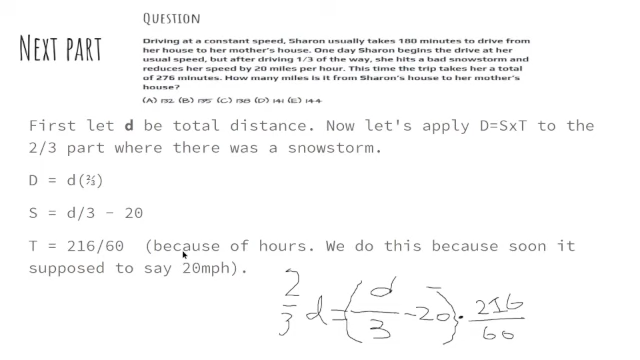 Question
Next part
Driving at a constant speed, Sharon usually takes 180 minutes to drive from
her house to her mother's house. One day Sharon begins the drive at her
usual speed, but after driving 1/3 of the way, she hits a bad snowstorm and
reduces her speed by 20 miles per hour. This time the trip takes her a total
of 276 minutes. How many miles is it from Sharon's house to her mother's
house?
(A) 132 (B) 135 (C) 138 (D) 141 (E) 144
First let d be total distance. Now let's apply D=SxT to the
2/3 part where there was a snowstorm.
D = d(⅔)
S = d/3 - 20
T = 216/60 (because of hours. We do this because soon it
supposed to say 20mph).
2/3 d = (d/3 - 20) · 216/60